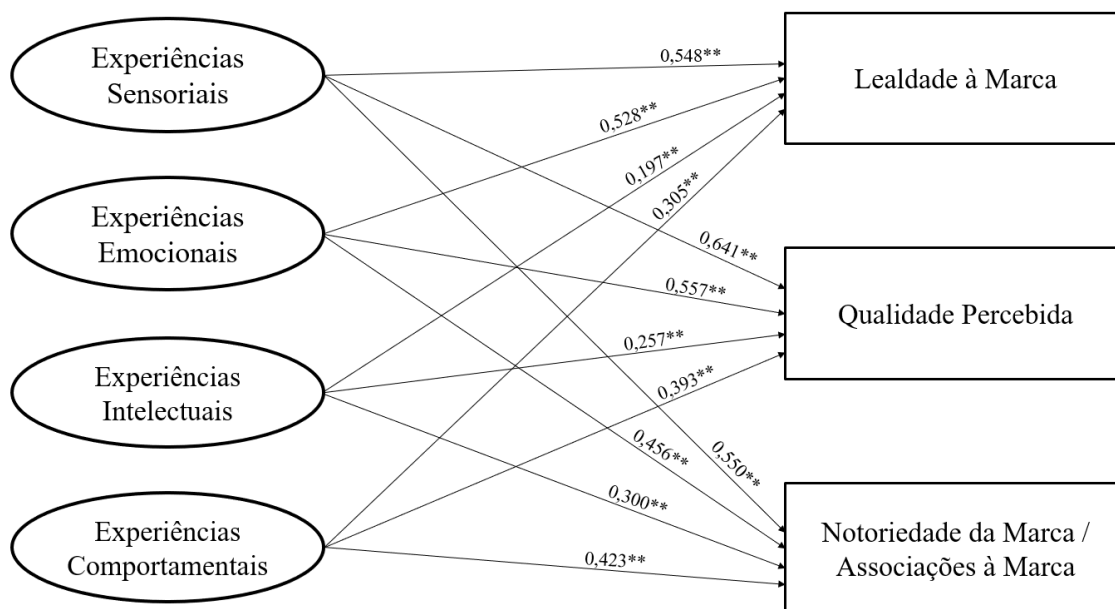 Experiências
Sensoriais
Experiências
Emocionais
Experiências
Intelectuais
Experiências
Comportamentais
0,548**
0,528**
0,197**
0,305**
0,641**
0,557**
0,257**
0,393**
0,456**
0,550**
0,300**
0,423**
Lealdade à Marca
Qualidade Percebida
Notoriedade da Marca /
Associações à Marca